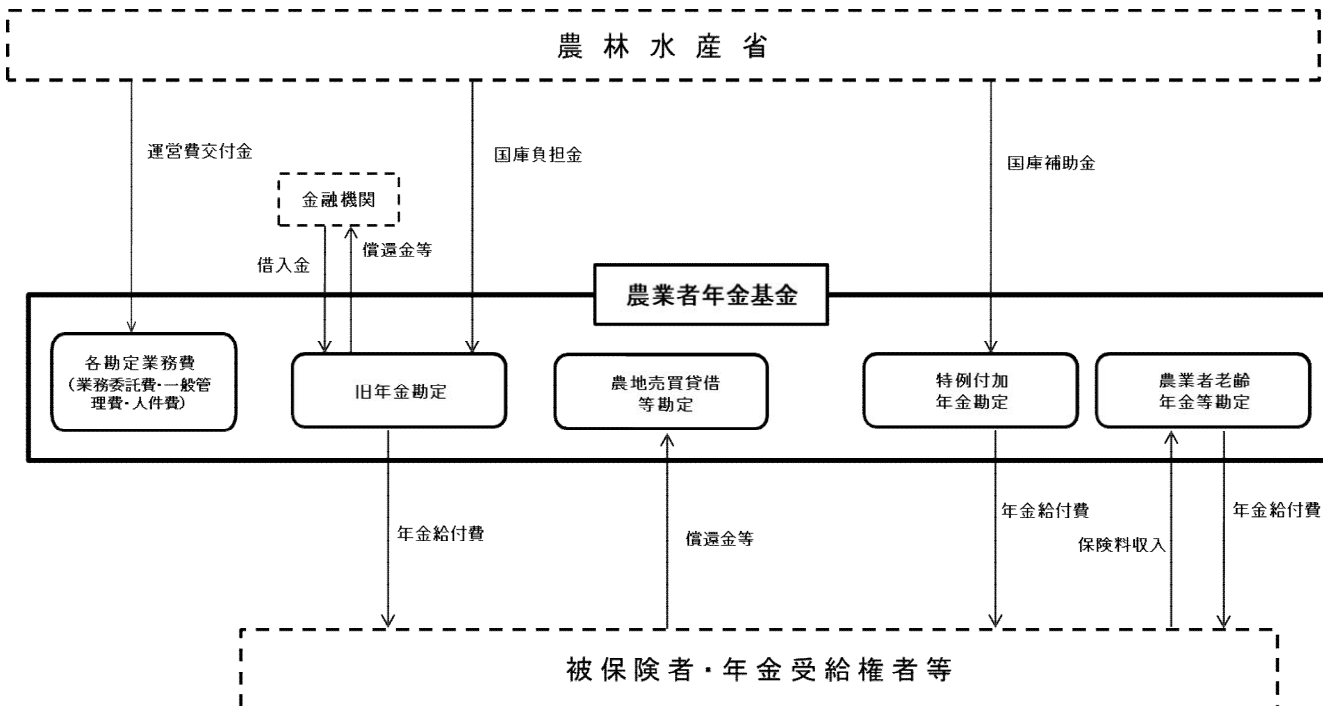 農林水産省
運営費交付金
国庫負担金
国庫補助金
金融機関
借入金
償還金等
農業者年金基金
各勘定業務費
(業務委託費・一般管
理費・人件費)
旧年金勘定
農地売買貸借
等勘定
特例付加
年金勘定
農業者老齢
年金等勘定
年金給付費
償還金等
年金給付費
保険料収入
年金給付費
被保険者・年金受給権者等